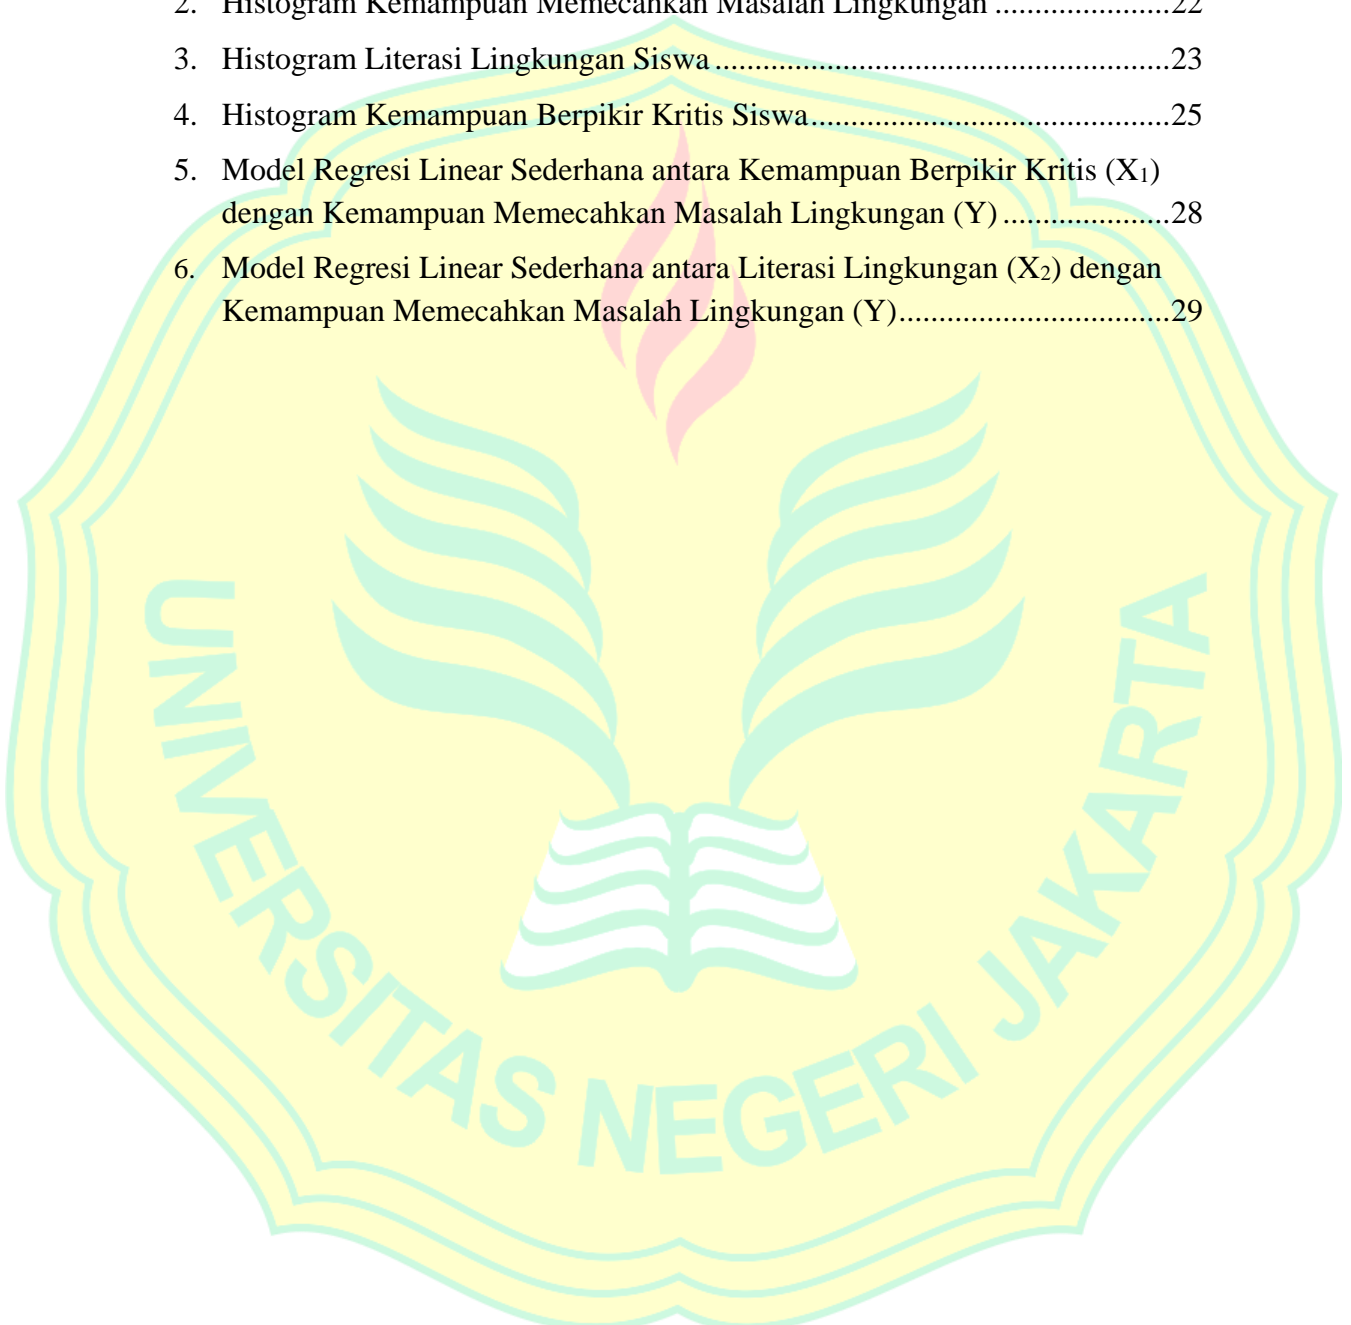 2. Histogram Kemampuan Memecahkan Masalah Lingkungan ......................22
3. Histogram Literasi Lingkungan Siswa.........................................................23
4. Histogram Kemampuan Berpikir Kritis Siswa.............................................25
5. Model Regresi Linear Sederhana antara Kemampuan Berpikir Kritis (X₁)
dengan Kemampuan Memecahkan Masalah Lingkungan (Y).....................28
6. Model Regresi Linear Sederhana antara Literasi Lingkungan (X₂) dengan
Kemampuan Memecahkan Masalah Lingkungan (Y)..................................29
UNIVERSITAS NEGERI JAKARTA